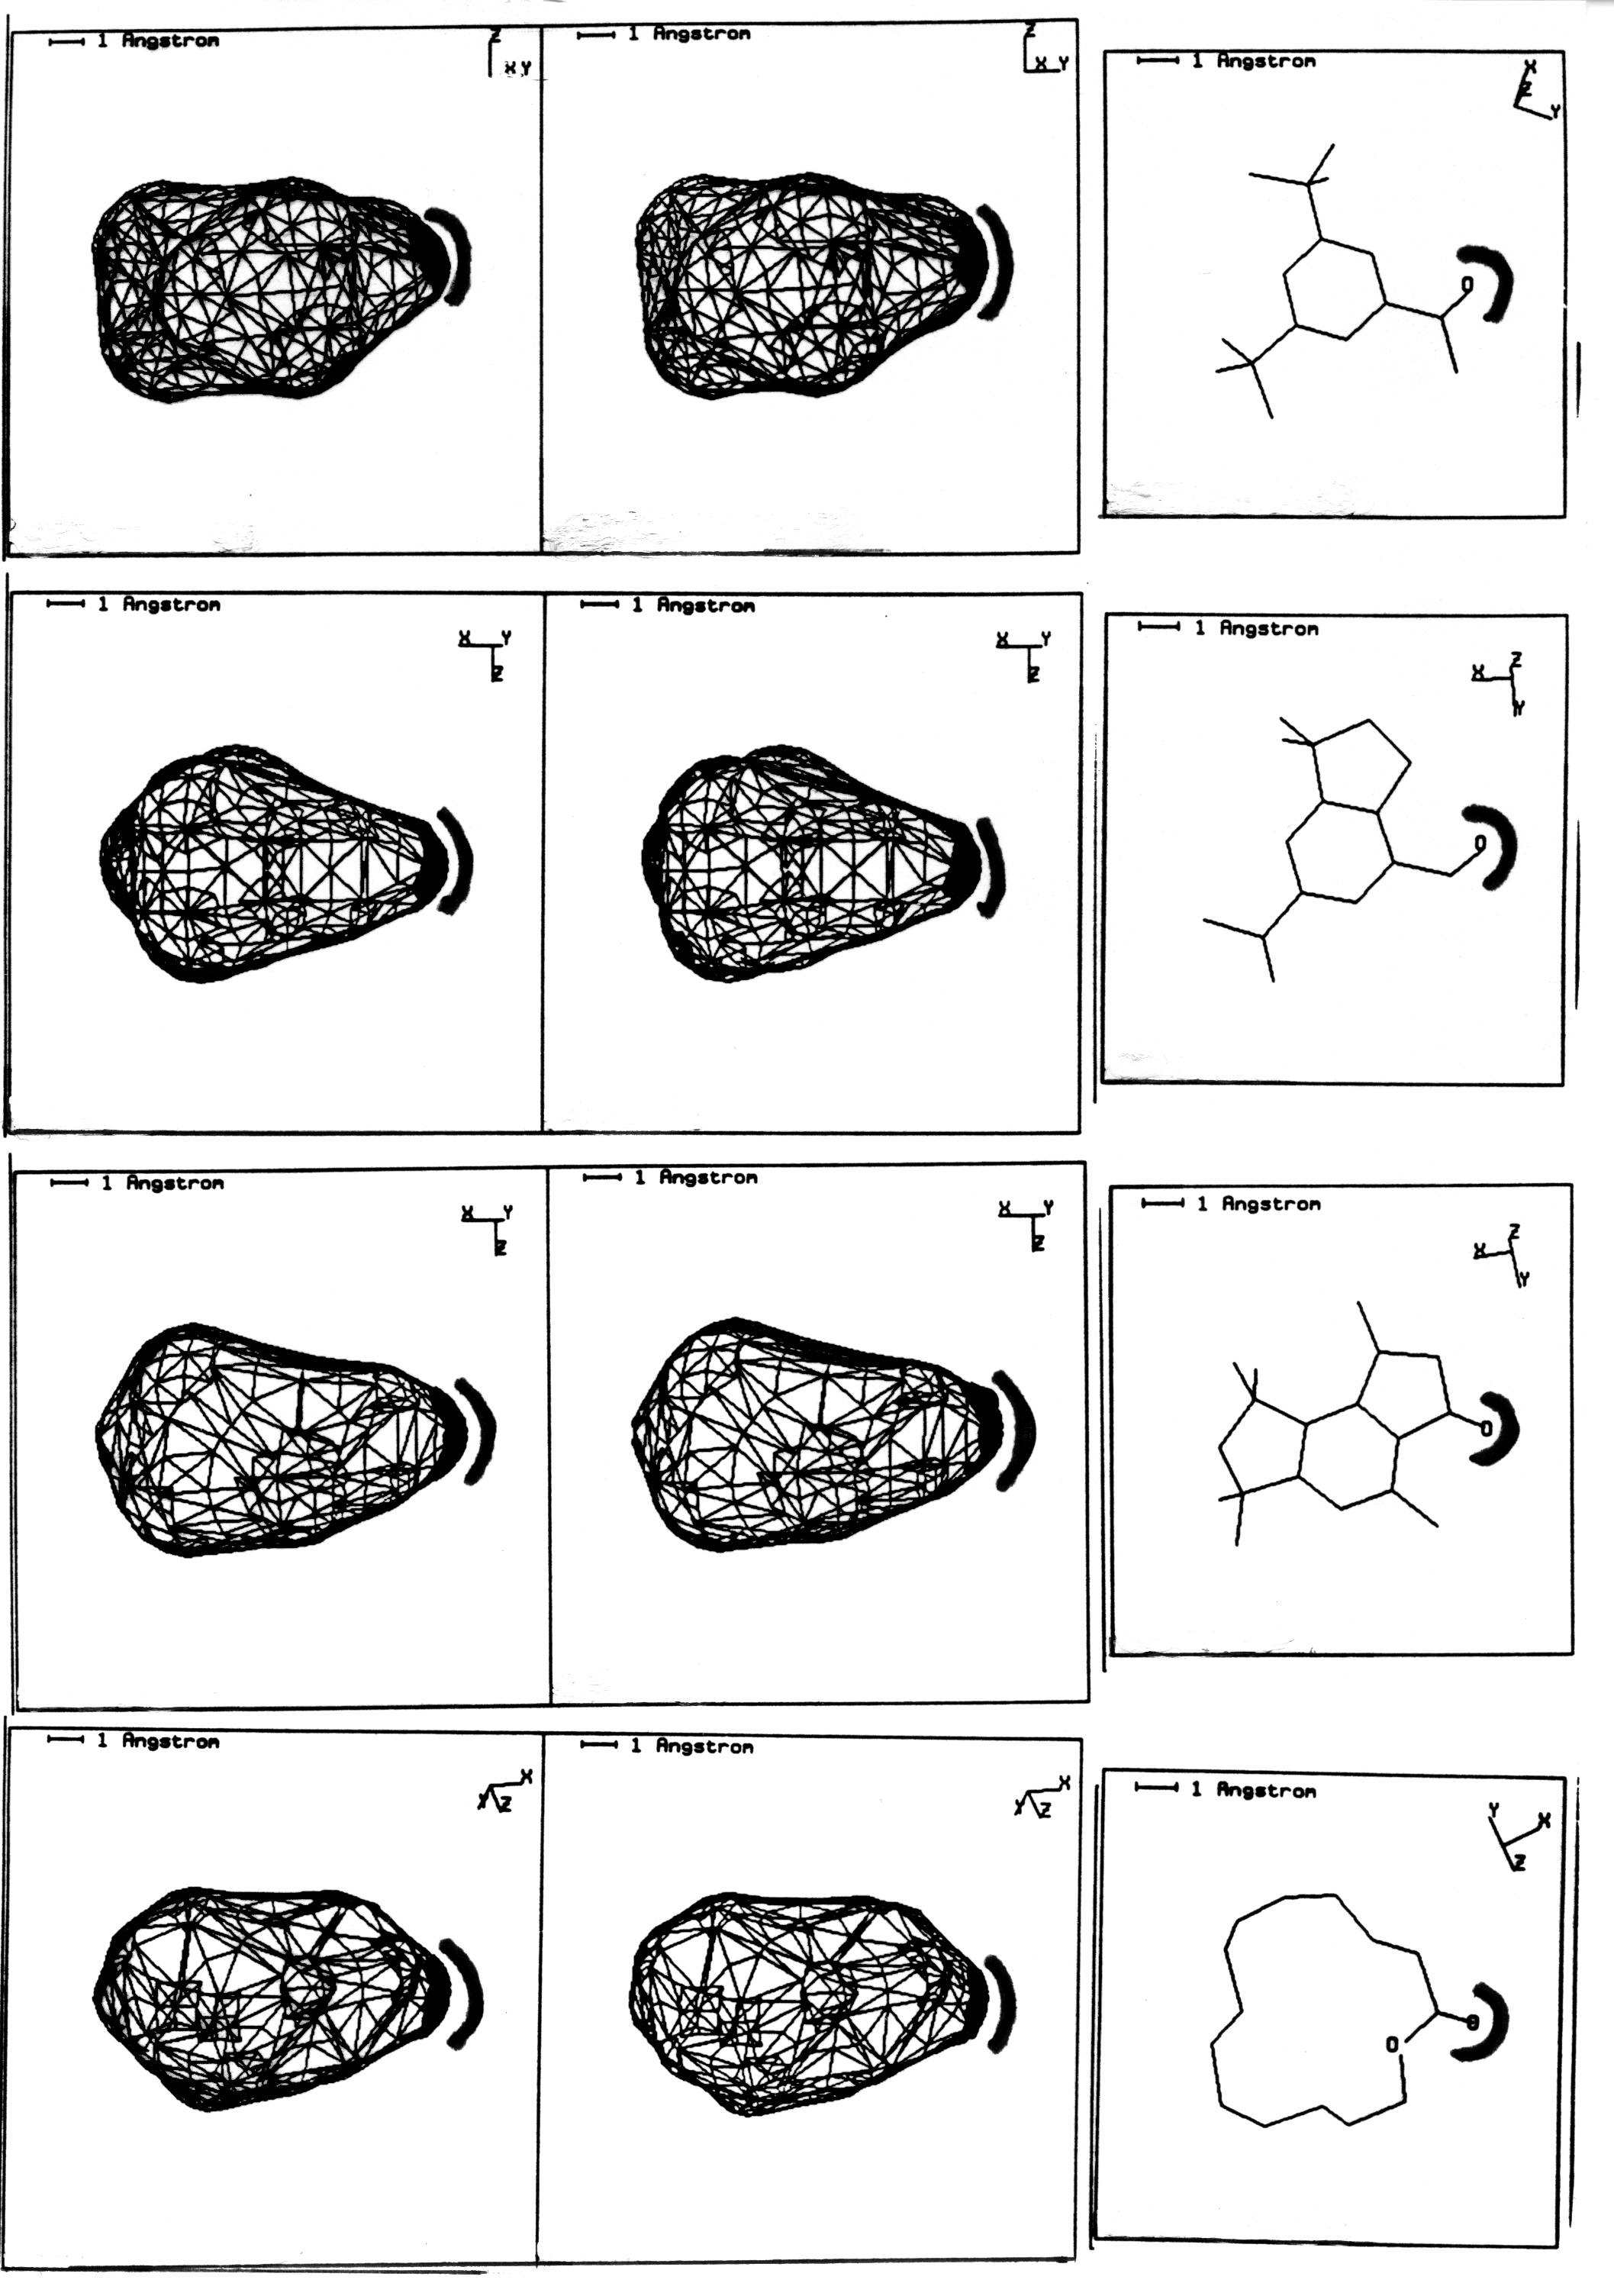 1 Angstrom
Z
X Y
1 Angstrom
Z
X Y
1 Angstrom
X
Z
Y
O
1 Angstrom
X Y
Z
1 Angstrom
X Y
Z
1 Angstrom
Z
X
Y
O
1 Angstrom
X Y
Z
1 Angstrom
X Y
Z
1 Angstrom
Z
X
Y
O
1 Angstrom
X
Y Z
1 Angstrom
X
Y Z
1 Angstrom
Y X
Z
O
O